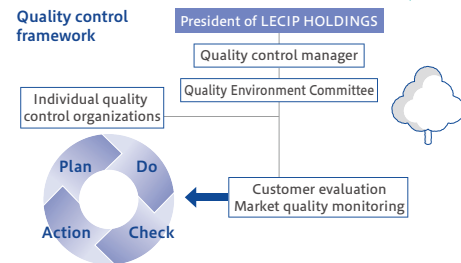 Quality control
framework
President of LECIP HOLDINGS
Quality control manager
Quality Environment Committee
Individual quality
control organizations
Plan
Do
Action
Check
Customer evaluation
Market quality monitoring